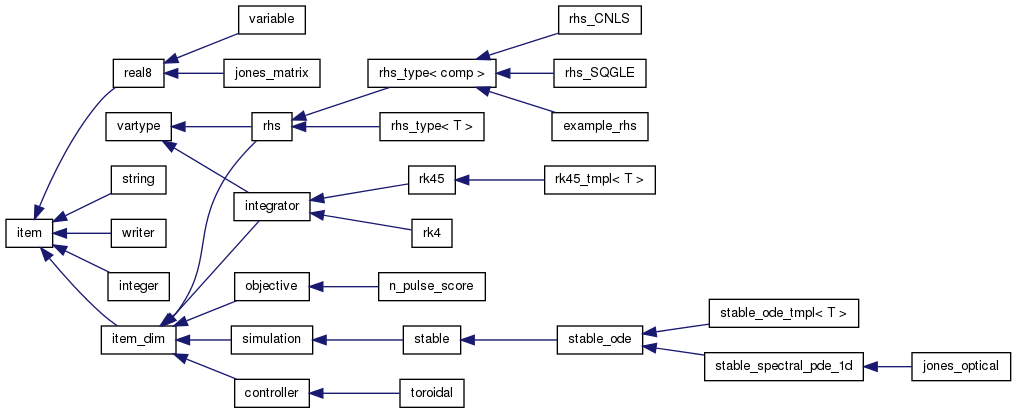 variable
rhs_CNLS
real8
jones_matrix
rhs_type< comp >
rhs_SQGLE
vartype
rhs
rhs_type< T >
example_rhs
string
rk45
rk45_tmpl< T >
integrator
item
writer
rk4
integer
objective
n_pulse_score
stable_ode_tmpl< T >
item_dim
simulation
stable
stable_ode
stable_spectral_pde_1d
jones_optical
controller
toroidal